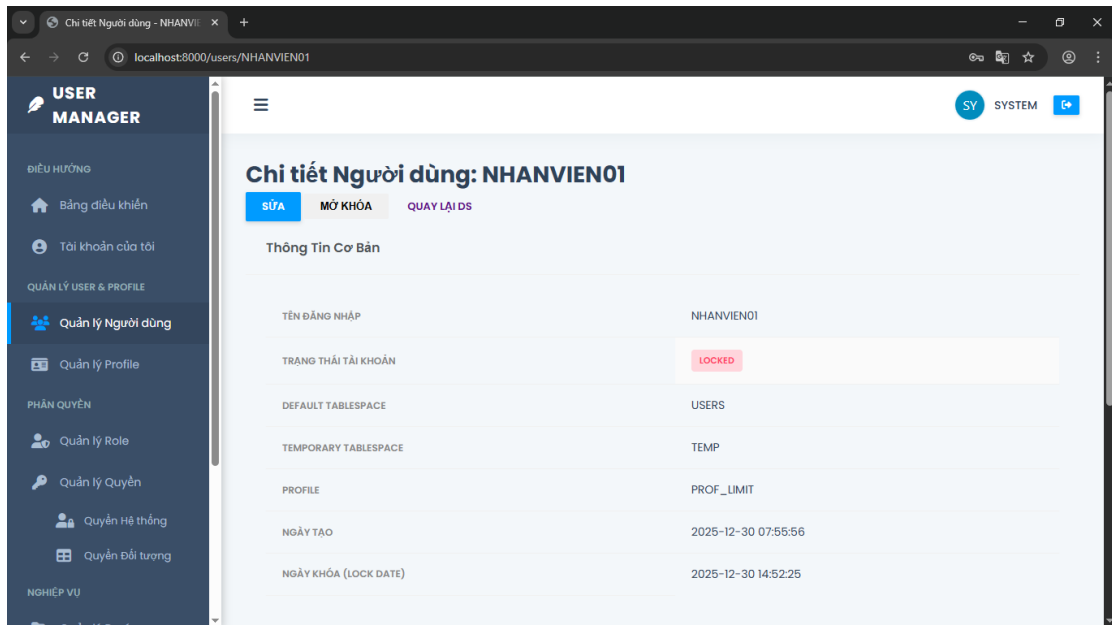 Chi tiết Người dùng - NHANVIE
localhost:8000/users/NHANVIEN01
USER
MANAGER
SY SYSTEM
ĐIỀU HƯỚNG
Bảng điều khiển
Tài khoản của tôi
QUẢN LÝ USER & PROFILE
Quản lý Người dùng
Quản lý Profile
PHÂN QUYỀN
Quản lý Role
Quản lý Quyền
Quyền Hệ thống
Quyền Đối tượng
NGHIỆP VỤ
Chi tiết Người dùng: NHANVIEN01
SỬA MỞ KHÓA QUAY LẠI DS
Thông Tin Cơ Bản
TÊN ĐĂNG NHẬP NHANVIEN01
TRẠNG THÁI TÀI KHOẢN LOCKED
DEFAULT TABLESPACE USERS
TEMPORARY TABLESPACE TEMP
PROFILE PROF_LIMIT
NGÀY TẠO 2025-12-30 07:55:56
NGÀY KHÓA (LOCK DATE) 2025-12-30 14:52:25